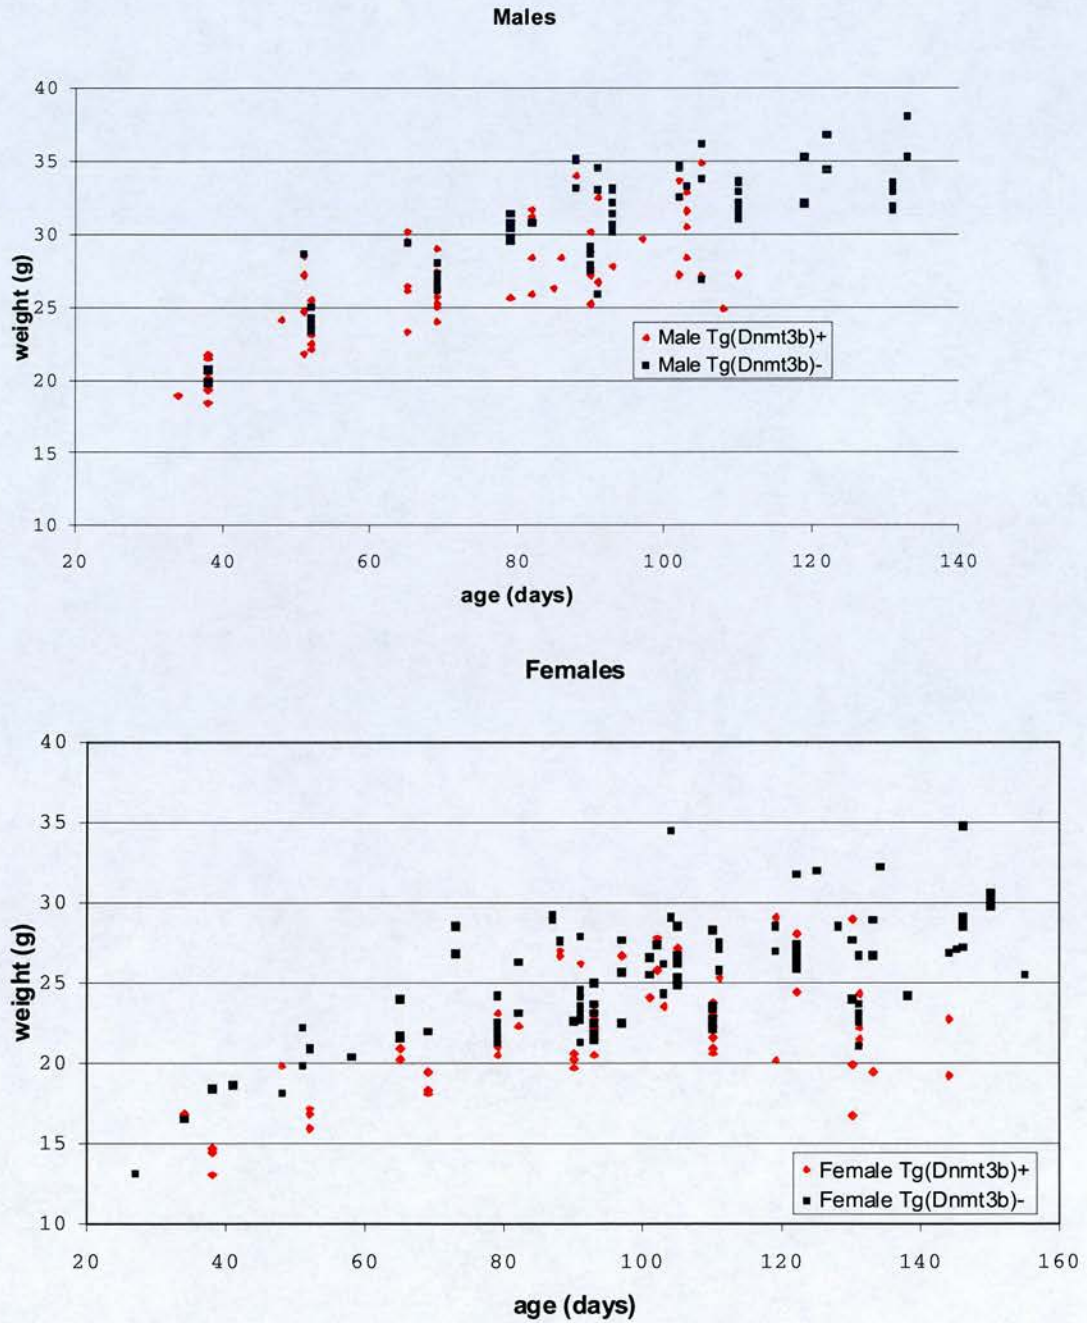 Males
40
35
30
25
20
15
10
weight (g)
Male Tg(Dnmt3b)+
Male Tg(Dnmt3b)-
20 40 60 80 100 120 140
age (days)
Females
40
35
30
25
20
15
10
weight (g)
Female Tg(Dnmt3b)+
Female Tg(Dnmt3b)-
20 40 60 80 100 120 140 160
age (days)